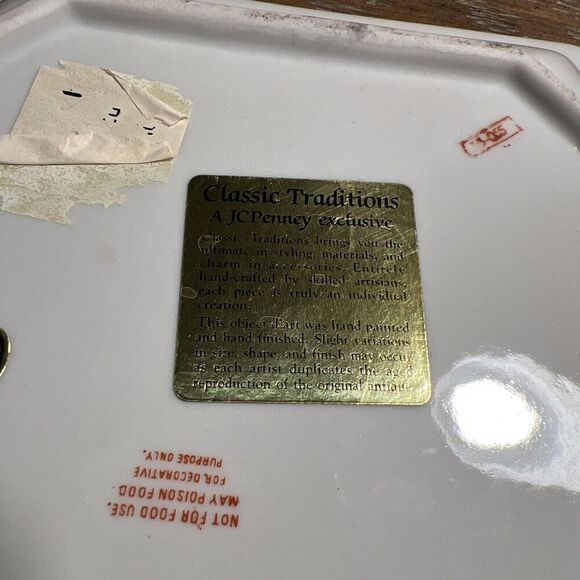 Classic Traditions
A JCPenney exclusive
Classic Traditions brings you the
ultimate in styling, materials, and
charm in accessories. Entirely
hand-crafted by skilled artisians,
each piece is truly an individual
creation.
This object d'art was hand painted
and hand finished. Slight variations
in size, shape, and finish may occur
as each artist duplicates the aged
reproduction of the original antique.
NOT FOR FOOD USE.
MAY POISON FOOD.
FOR DECORATIVE
PURPOSE ONLY.